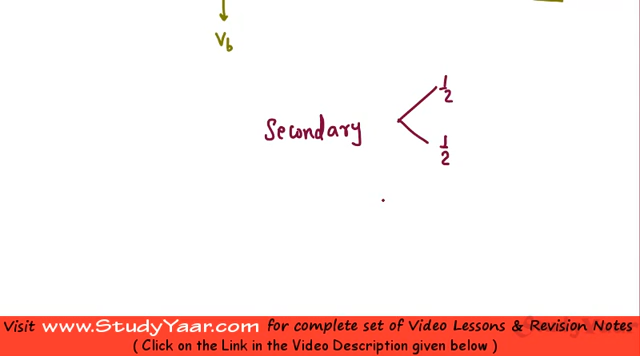 V_b
1/2
Secondary
1/2
Visit www.StudyYaar.com for complete set of Video Lessons & Revision Notes
( Click on the Link in the Video Description given below )